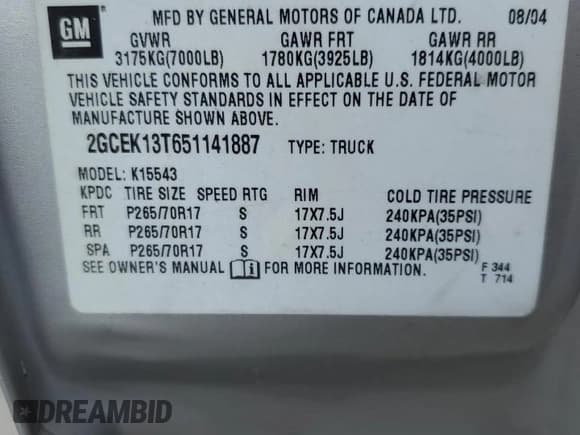 GM
MFD BY GENERAL MOTORS OF CANADA LTD. 08/04
GVWR GAWR FRT GAWR RR
3175KG(7000LB) 1780KG(3925LB) 1814KG(4000LB)
THIS VEHICLE CONFORMS TO ALL APPLICABLE U.S. FEDERAL MOTOR
VEHICLE SAFETY STANDARDS IN EFFECT ON THE DATE OF
MANUFACTURE SHOWN ABOVE.
2GCEK13T651141887 TYPE: TRUCK
MODEL: K15543
KPDC TIRE SIZE SPEED RTG RIM COLD TIRE PRESSURE
FRT P265/70R17 S 17X7.5J 240KPA(35PSI)
RR P265/70R17 S 17X7.5J 240KPA(35PSI)
SPA P265/70R17 S 17X7.5J 240KPA(35PSI)
SEE OWNER'S MANUAL FOR MORE INFORMATION.
F 344
T 714
DREAMBID